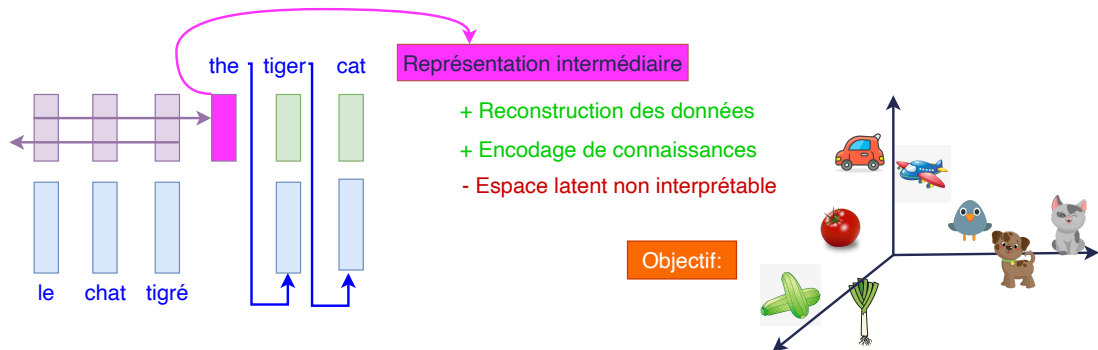 the tiger cat
Représentation intermédiaire
+ Reconstruction des données
+ Encodage de connaissances
- Espace latent non interprétable
Objectif:
le chat tigré